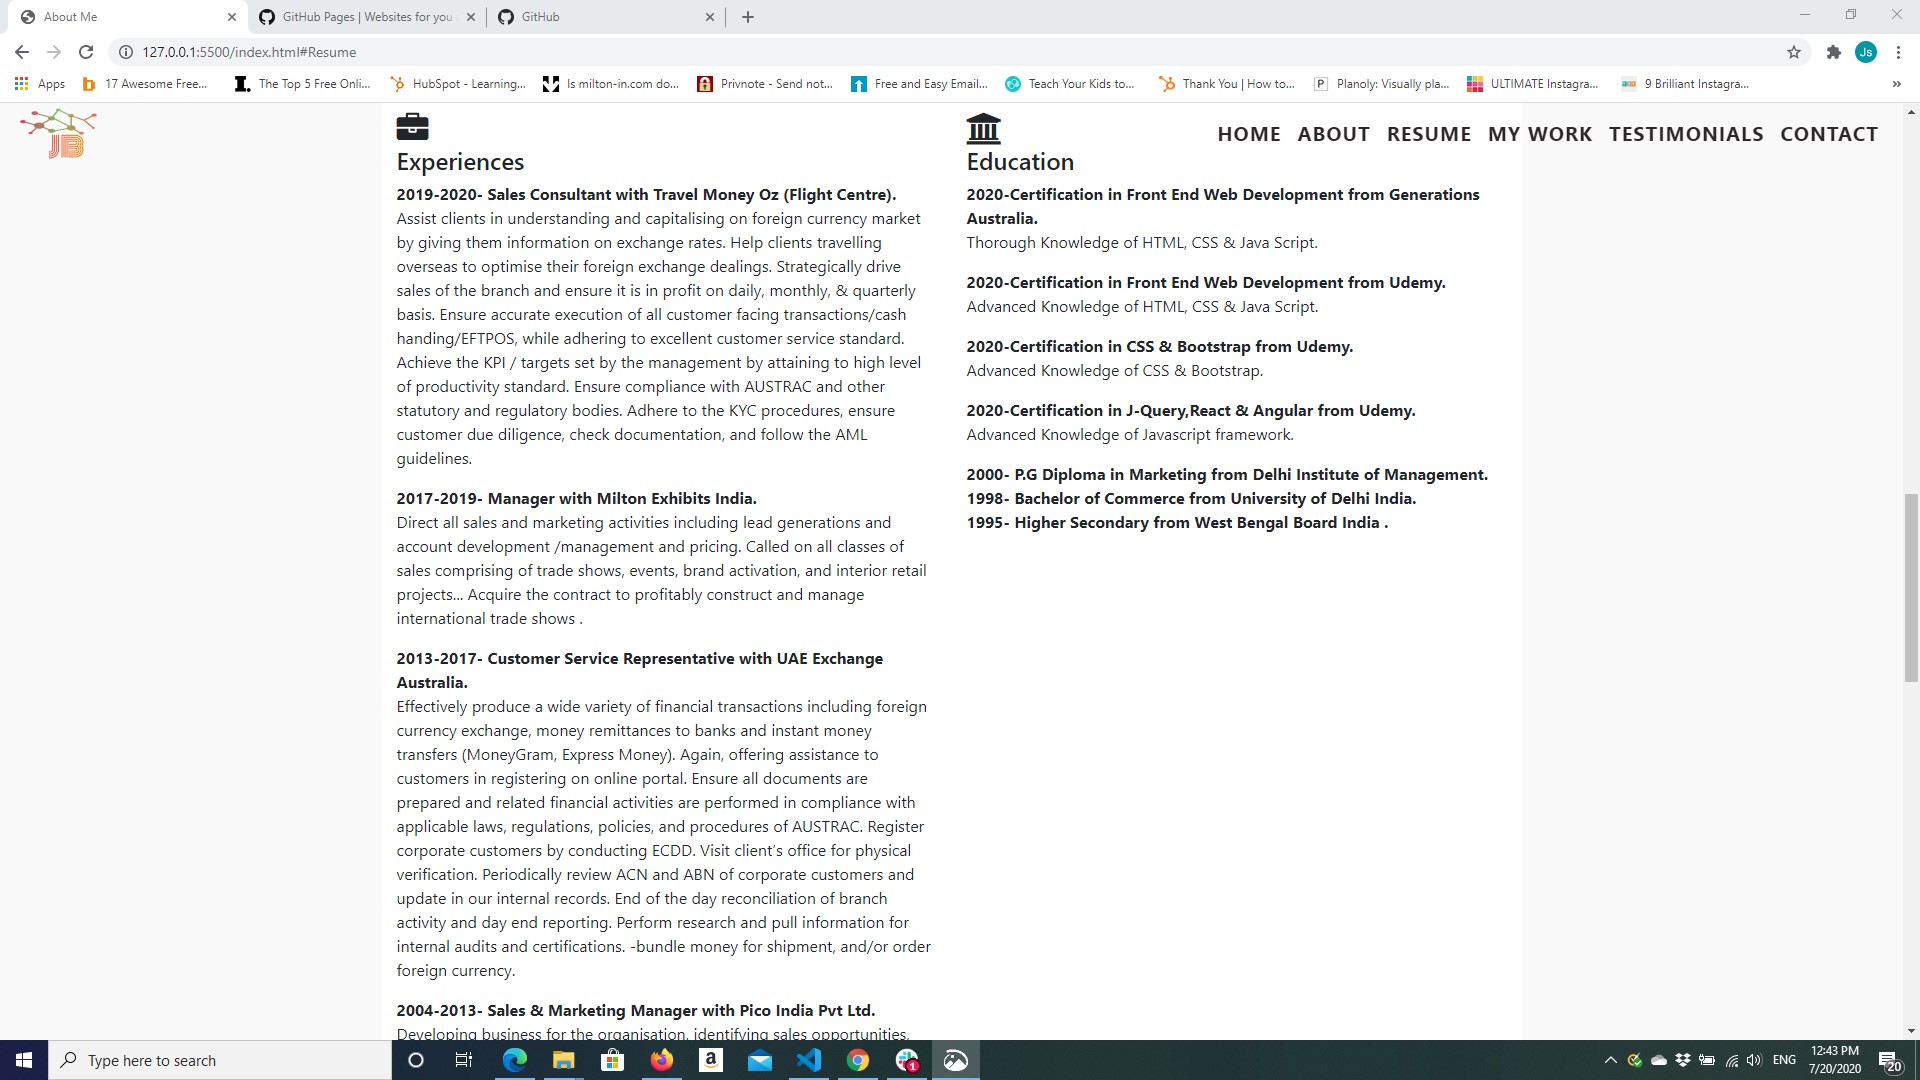 About Me
GitHub Pages | Websites for you
GitHub
127.0.0.1:5500/index.html#Resume
Js
Apps
17 Awesome Free...
The Top 5 Free Onli...
HubSpot - Learning...
Is milton-in.com do...
Privnote - Send not...
Free and Easy Email...
Teach Your Kids to...
Thank You | How to...
Planoly: Visually pla...
ULTIMATE Instagra...
9 Brilliant Instagra...
JB
HOME ABOUT RESUME MY WORK TESTIMONIALS CONTACT
Experiences
2019-2020- Sales Consultant with Travel Money Oz (Flight Centre).
Assist clients in understanding and capitalising on foreign currency market
by giving them information on exchange rates. Help clients travelling
overseas to optimise their foreign exchange dealings. Strategically drive
sales of the branch and ensure it is in profit on daily, monthly, & quarterly
basis. Ensure accurate execution of all customer facing transactions/cash
handing/EFTPOS, while adhering to excellent customer service standard.
Achieve the KPI / targets set by the management by attaining to high level
of productivity standard. Ensure compliance with AUSTRAC and other
statutory and regulatory bodies. Adhere to the KYC procedures, ensure
customer due diligence, check documentation, and follow the AML
guidelines.
2017-2019- Manager with Milton Exhibits India.
Direct all sales and marketing activities including lead generations and
account development /management and pricing. Called on all classes of
sales comprising of trade shows, events, brand activation, and interior retail
projects... Acquire the contract to profitably construct and manage
international trade shows .
2013-2017- Customer Service Representative with UAE Exchange
Australia.
Effectively produce a wide variety of financial transactions including foreign
currency exchange, money remittances to banks and instant money
transfers (MoneyGram, Express Money). Again, offering assistance to
customers in registering on online portal. Ensure all documents are
prepared and related financial activities are performed in compliance with
applicable laws, regulations, policies, and procedures of AUSTRAC. Register
corporate customers by conducting ECDD. Visit client's office for physical
verification. Periodically review ACN and ABN of corporate customers and
update in our internal records. End of the day reconciliation of branch
activity and day end reporting. Perform research and pull information for
internal audits and certifications. -bundle money for shipment, and/or order
foreign currency.
2004-2013- Sales & Marketing Manager with Pico India Pvt Ltd.
Developing business for the organisation, identifying sales opportunities,
Education
2020-Certification in Front End Web Development from Generations
Australia.
Thorough Knowledge of HTML, CSS & Java Script.
2020-Certification in Front End Web Development from Udemy.
Advanced Knowledge of HTML, CSS & Java Script.
2020-Certification in CSS & Bootstrap from Udemy.
Advanced Knowledge of CSS & Bootstrap.
2020-Certification in J-Query,React & Angular from Udemy.
Advanced Knowledge of Javascript framework.
2000- P.G Diploma in Marketing from Delhi Institute of Management.
1998- Bachelor of Commerce from University of Delhi India.
1995- Higher Secondary from West Bengal Board India .
Type here to search
1
ENG
12:43 PM
7/20/2020
20